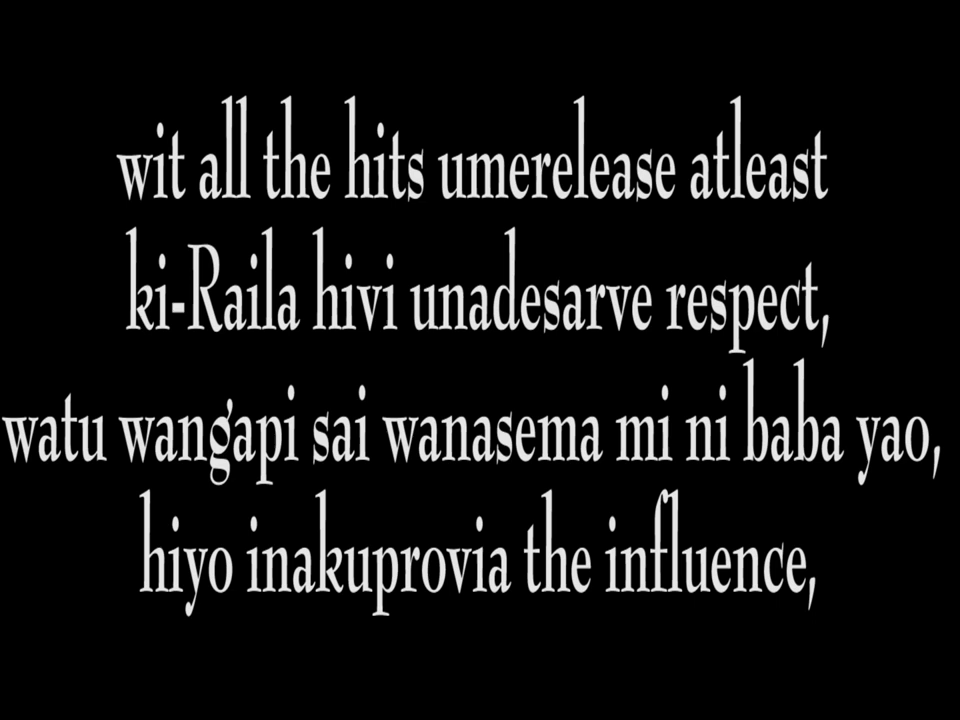 wit all the hits umerelease atleast
ki-Raila hivi unadesarve respect,
watu wangapi sai wanasema mi ni baba yao,
hiyo inakuprovia the influence,